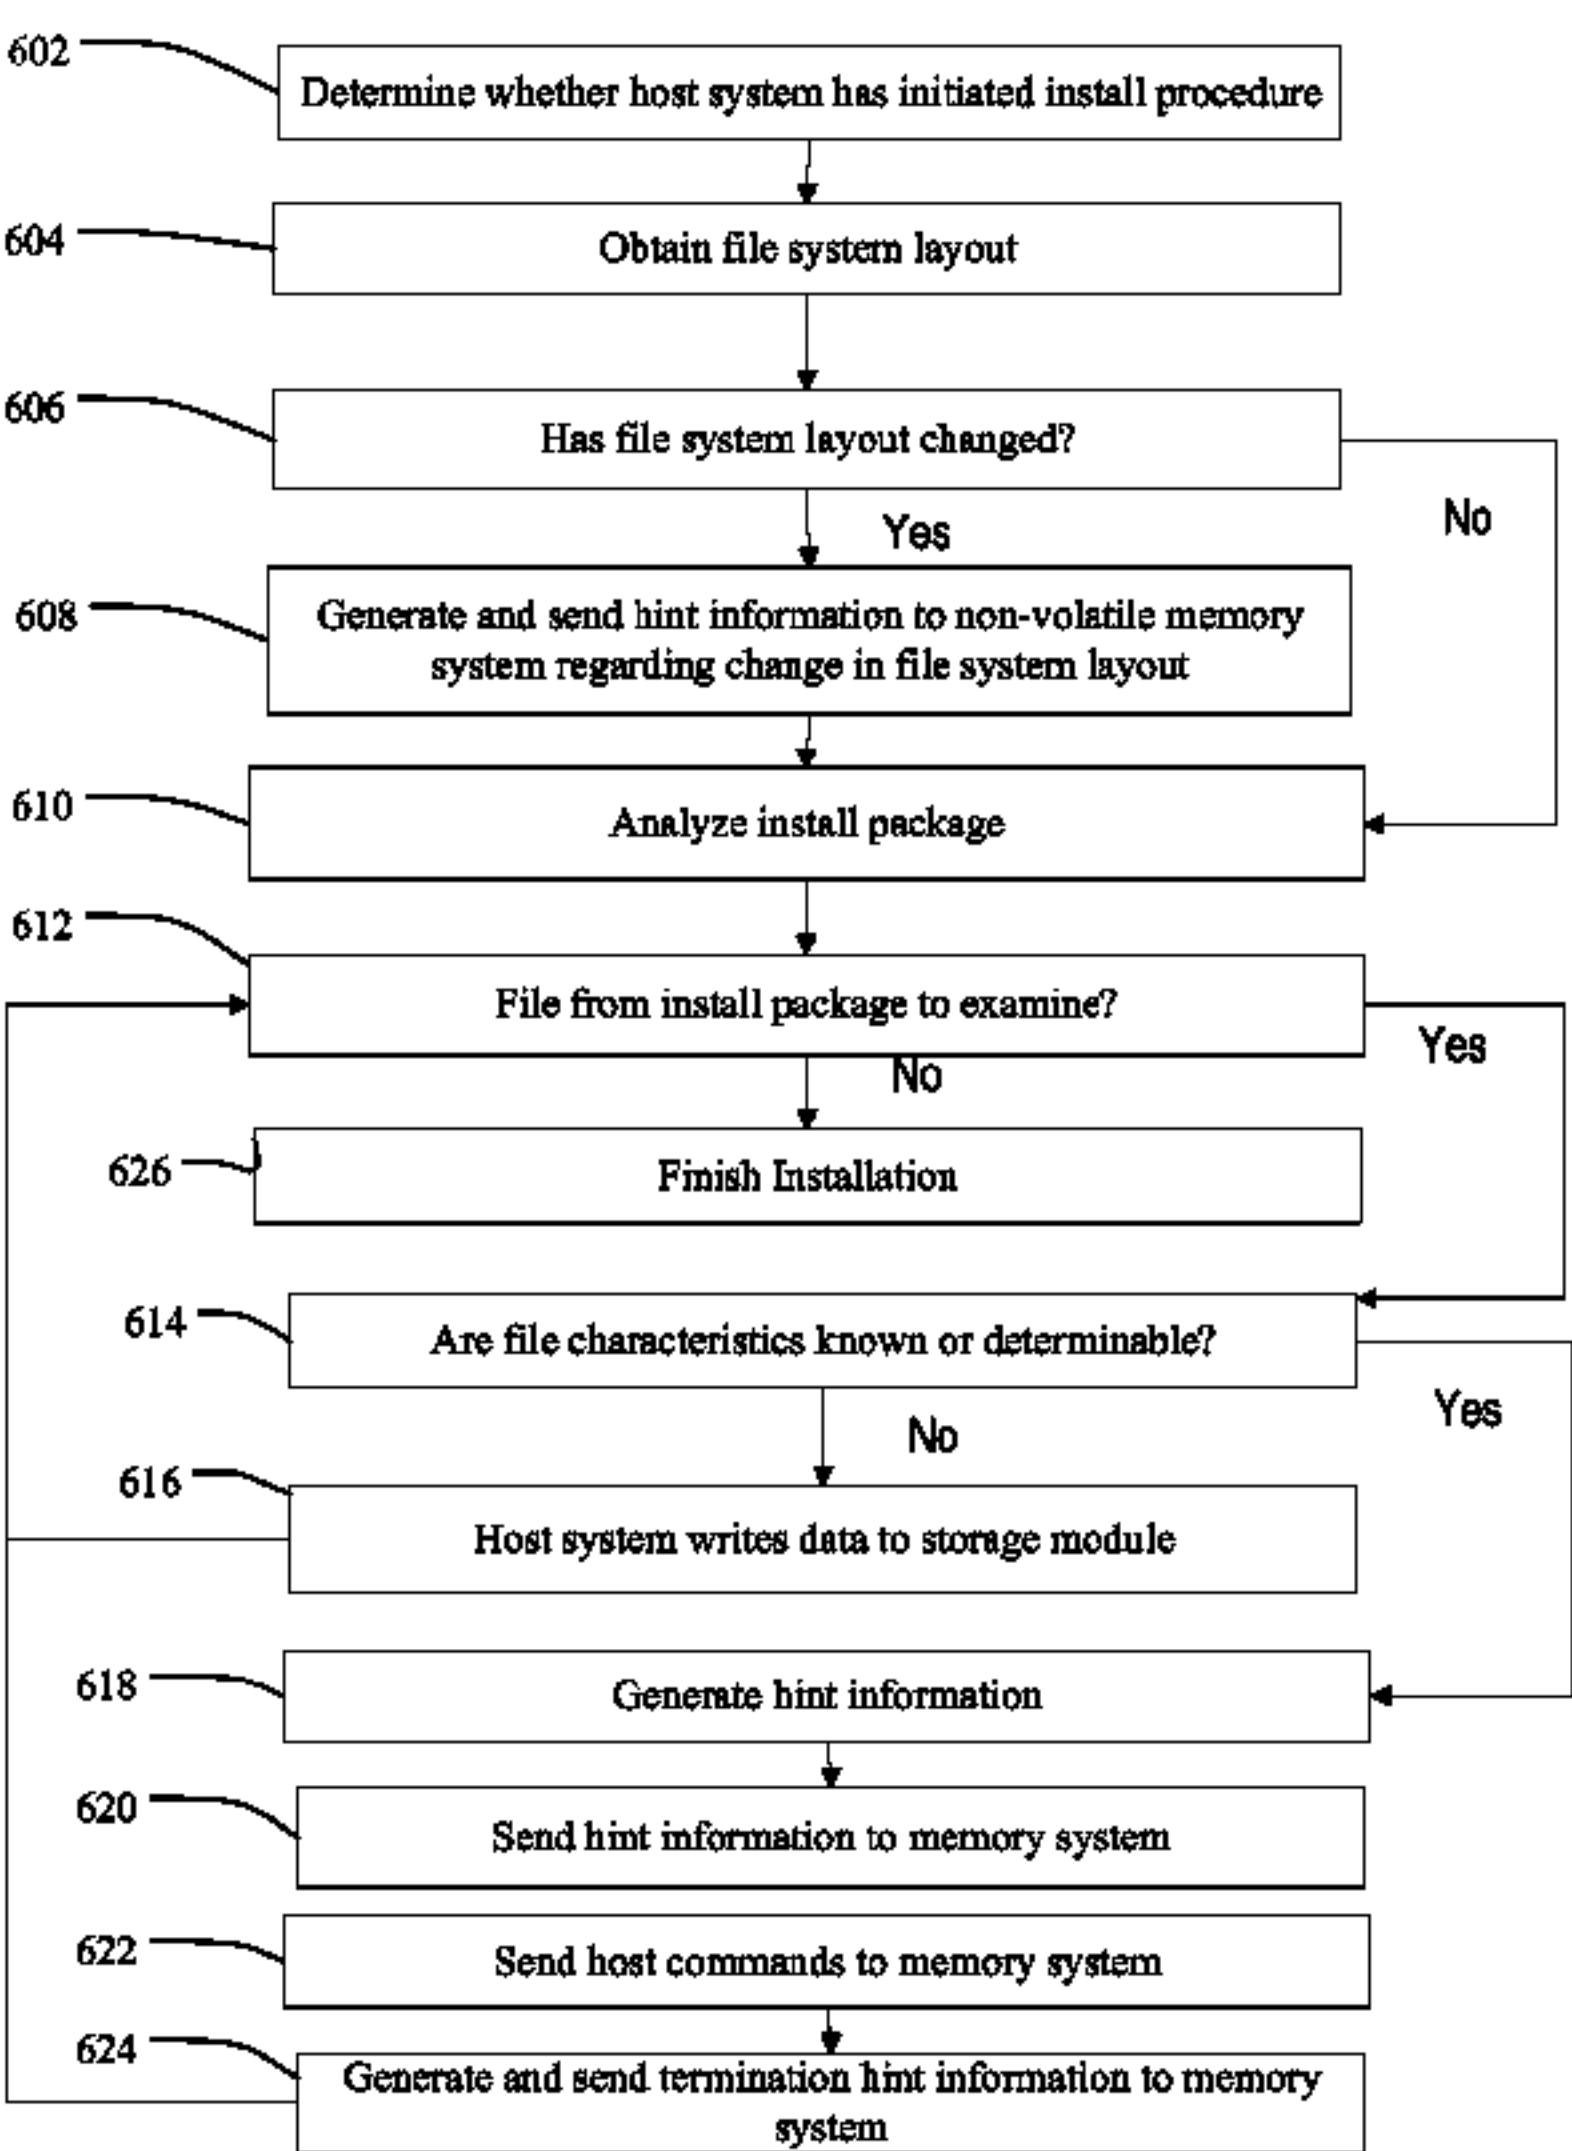 602
Determine whether host system has initiated install procedure
604
Obtain file system layout
606
Has file system layout changed?
No
Yes
608
Generate and send hint information to non-volatile memory
system regarding change in file system layout
610
Analyze install package
612
File from install package to examine?
Yes
No
626
Finish Installation
614
Are file characteristics known or determinable?
Yes
No
616
Host system writes data to storage module
618
Generate hint information
620
Send hint information to memory system
622
Send host commands to memory system
624
Generate and send termination hint information to memory
system